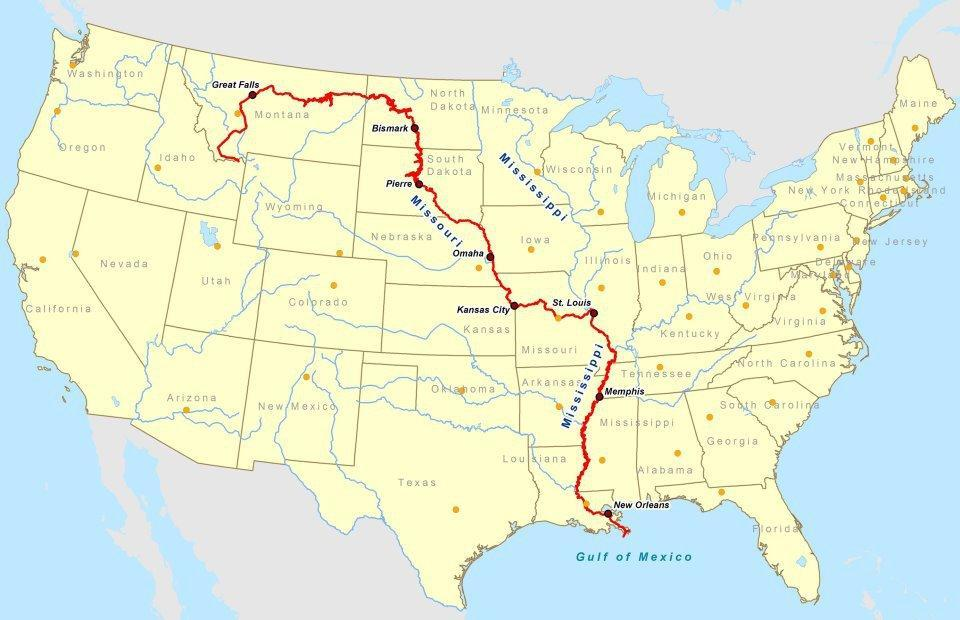 Washington
Great Falls
Montana
North
Dakota
Minnesota
Maine
Bismark
Oregon
Idaho
South
Dakota
Mississippi
Wisconsin
Vermont
New Hampshire
Massachusetts
New York
Rhode Island
Connecticut
Michigan
Pierre
Wyoming
Missouri
Nebraska
Iowa
Omaha
Pennsylvania
New Jersey
Nevada
Utah
Illinois
Indiana
Ohio
Delaware
Maryland
California
Colorado
Kansas City
St. Louis
West Virginia
Virginia
Kansas
Missouri
Kentucky
Mississippi
Tennessee
North Carolina
Arizona
New Mexico
Oklahoma
Arkansas
Memphis
South Carolina
Mississippi
Georgia
Alabama
Louisiana
Texas
New Orleans
Florida
Gulf of Mexico